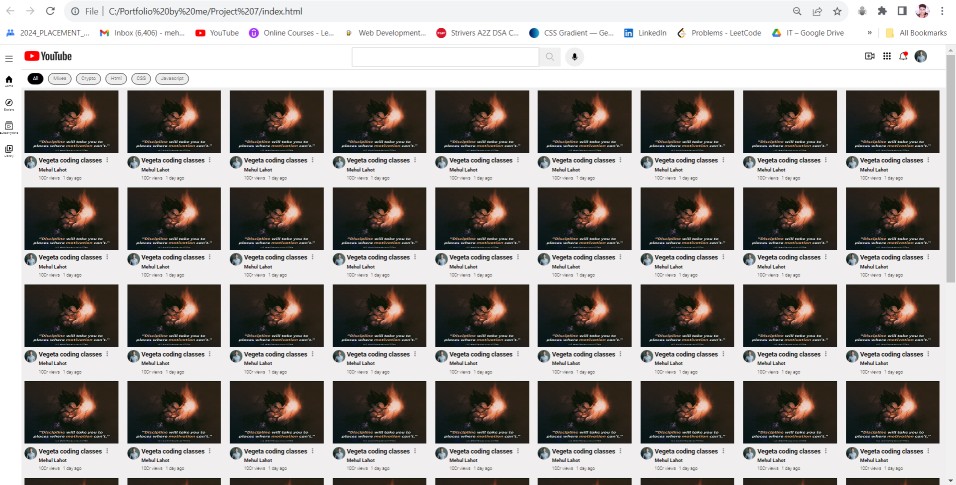 File C:/Portfolio%20by%20me/Project%207/index.html
2024_PLACEMENT_... Inbox (6,406) - meh... YouTube Online Courses - Le... Web Development... Strivers A2Z DSA C... CSS Gradient — Ge... LinkedIn Problems - LeetCode IT – Google Drive » All Bookmarks
YouTube
All Mixes Crypto Html CSS Javascript
"Discipline will take you to "Discipline will take you to "Discipline will take you to "Discipline will take you to "Discipline will take you to "Discipline will take you to "Discipline will take you to "Discipline will take you to "Discipline will take you to
places where motivation can't." places where motivation can't." places where motivation can't." places where motivation can't." places where motivation can't." places where motivation can't." places where motivation can't." places where motivation can't." places where motivation can't."
Vegeta coding classes Vegeta coding classes Vegeta coding classes Vegeta coding classes Vegeta coding classes Vegeta coding classes Vegeta coding classes Vegeta coding classes Vegeta coding classes
Mehul Lahot Mehul Lahot Mehul Lahot Mehul Lahot Mehul Lahot Mehul Lahot Mehul Lahot Mehul Lahot Mehul Lahot
100+views 1 day ago 100+views 1 day ago 100+views 1 day ago 100+views 1 day ago 100+views 1 day ago 100+views 1 day ago 100+views 1 day ago 100+views 1 day ago 100+views 1 day ago
"Discipline will take you to "Discipline will take you to "Discipline will take you to "Discipline will take you to "Discipline will take you to "Discipline will take you to "Discipline will take you to "Discipline will take you to "Discipline will take you to
places where motivation can't." places where motivation can't." places where motivation can't." places where motivation can't." places where motivation can't." places where motivation can't." places where motivation can't." places where motivation can't." places where motivation can't."
Vegeta coding classes Vegeta coding classes Vegeta coding classes Vegeta coding classes Vegeta coding classes Vegeta coding classes Vegeta coding classes Vegeta coding classes Vegeta coding classes
Mehul Lahot Mehul Lahot Mehul Lahot Mehul Lahot Mehul Lahot Mehul Lahot Mehul Lahot Mehul Lahot Mehul Lahot
100+views 1 day ago 100+views 1 day ago 100+views 1 day ago 100+views 1 day ago 100+views 1 day ago 100+views 1 day ago 100+views 1 day ago 100+views 1 day ago 100+views 1 day ago
"Discipline will take you to "Discipline will take you to "Discipline will take you to "Discipline will take you to "Discipline will take you to "Discipline will take you to "Discipline will take you to "Discipline will take you to "Discipline will take you to
places where motivation can't." places where motivation can't." places where motivation can't." places where motivation can't." places where motivation can't." places where motivation can't." places where motivation can't." places where motivation can't." places where motivation can't."
Vegeta coding classes Vegeta coding classes Vegeta coding classes Vegeta coding classes Vegeta coding classes Vegeta coding classes Vegeta coding classes Vegeta coding classes Vegeta coding classes
Mehul Lahot Mehul Lahot Mehul Lahot Mehul Lahot Mehul Lahot Mehul Lahot Mehul Lahot Mehul Lahot Mehul Lahot
100+views 1 day ago 100+views 1 day ago 100+views 1 day ago 100+views 1 day ago 100+views 1 day ago 100+views 1 day ago 100+views 1 day ago 100+views 1 day ago 100+views 1 day ago
"Discipline will take you to "Discipline will take you to "Discipline will take you to "Discipline will take you to "Discipline will take you to "Discipline will take you to "Discipline will take you to "Discipline will take you to "Discipline will take you to
places where motivation can't." places where motivation can't." places where motivation can't." places where motivation can't." places where motivation can't." places where motivation can't." places where motivation can't." places where motivation can't." places where motivation can't."
Vegeta coding classes Vegeta coding classes Vegeta coding classes Vegeta coding classes Vegeta coding classes Vegeta coding classes Vegeta coding classes Vegeta coding classes Vegeta coding classes
Mehul Lahot Mehul Lahot Mehul Lahot Mehul Lahot Mehul Lahot Mehul Lahot Mehul Lahot Mehul Lahot Mehul Lahot
100+views 1 day ago 100+views 1 day ago 100+views 1 day ago 100+views 1 day ago 100+views 1 day ago 100+views 1 day ago 100+views 1 day ago 100+views 1 day ago 100+views 1 day ago